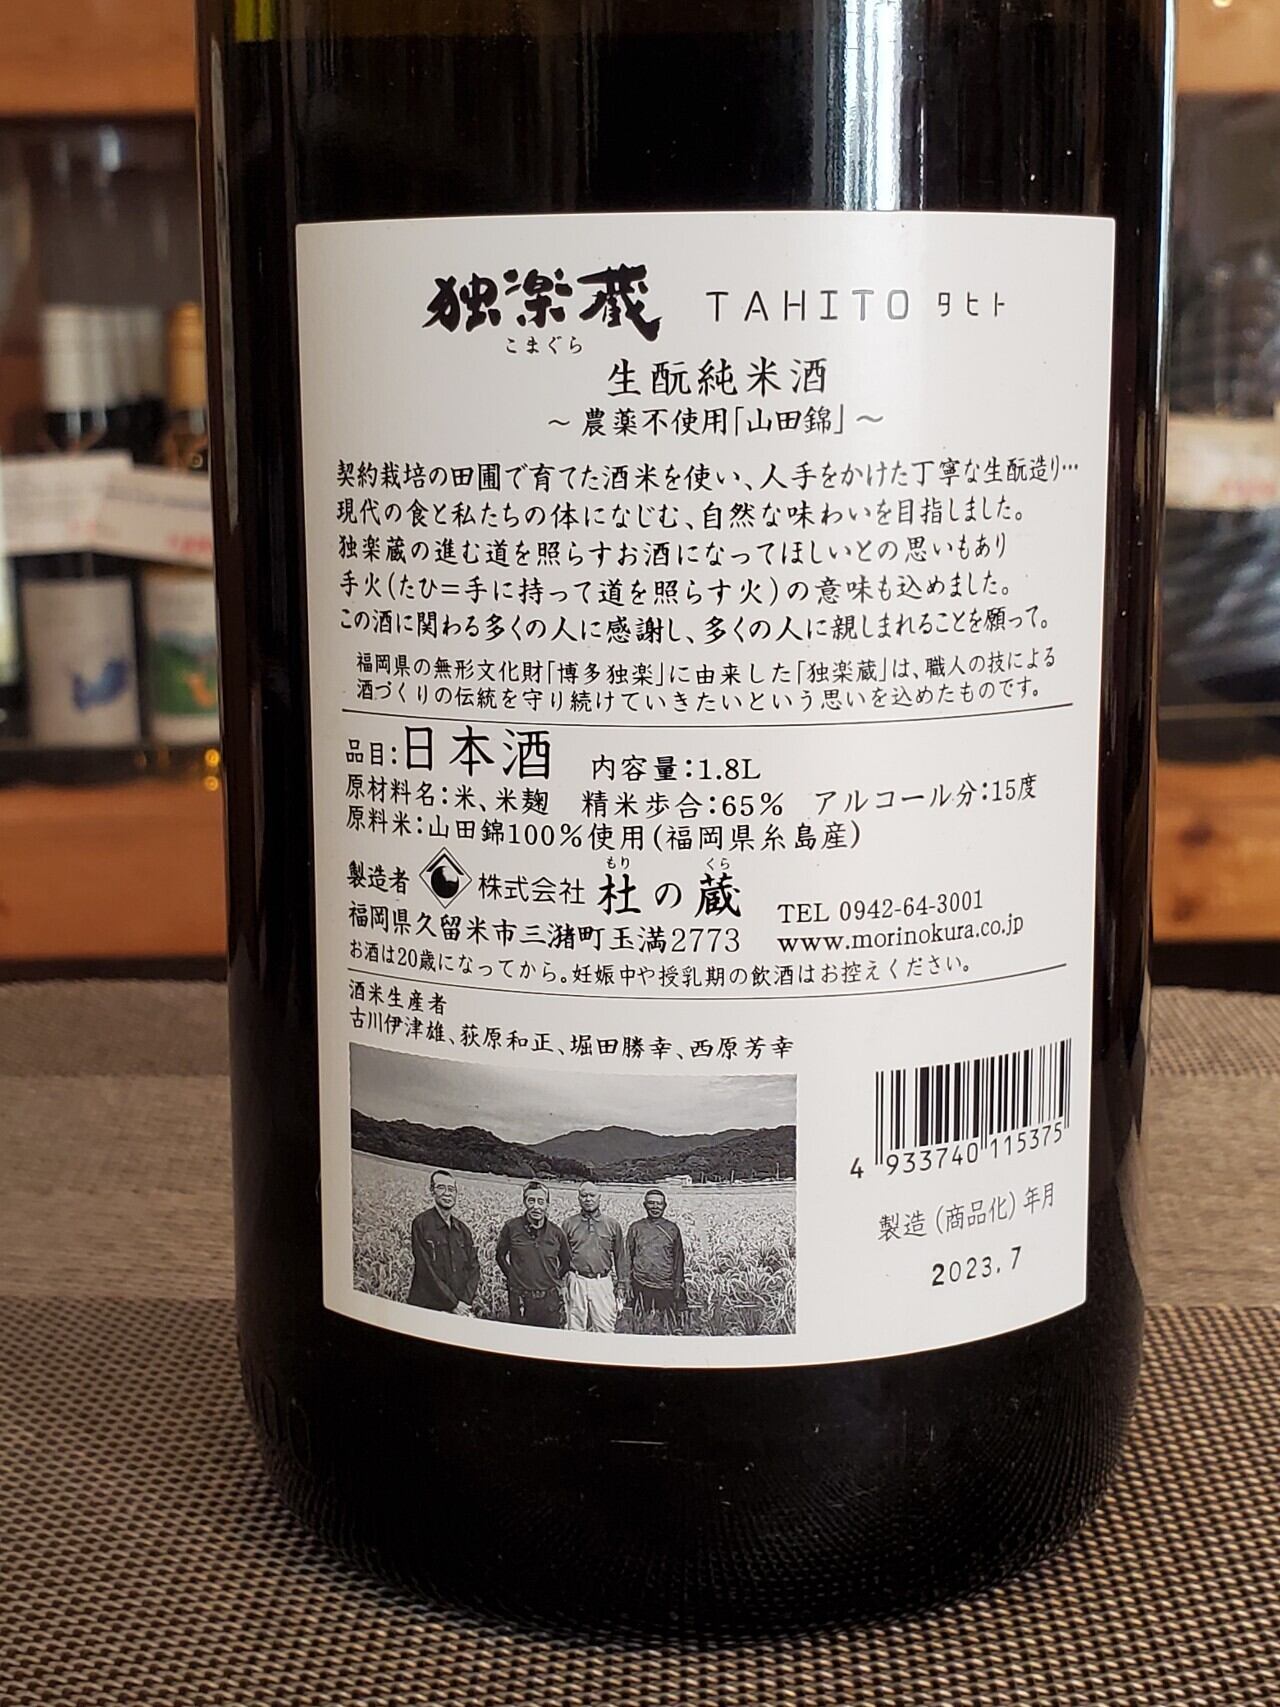 独楽蔵 TAHITO タヒト
こまぐら
生酛純米酒
～農薬不使用「山田錦」～
契約栽培の田圃で育てた酒米を使い、人手をかけた丁寧な生酛造り…
現代の食と私たちの体になじむ、自然な味わいを目指しました。
独楽蔵の進む道を照らすお酒になってほしいとの思いもあり
手火(たひ＝手に持って道を照らす火)の意味も込めました。
この酒に関わる多くの人に感謝し、多くの人に親しまれることを願って。
福岡県の無形文化財「博多独楽」に由来した「独楽蔵」は、職人の技による
酒づくりの伝統を守り続けていきたいという思いを込めたものです。
品目:日本酒 内容量:1.8L
原材料名:米、米麹 精米歩合:65% アルコール分:15度
原料米:山田錦100%使用(福岡県糸島産)
もり くら
製造者 株式会社 杜の蔵
福岡県久留米市三潴町玉満2773
TEL 0942-64-3001
www.morinokura.co.jp
お酒は20歳になってから。妊娠中や授乳期の飲酒はお控えください。
酒米生産者
古川伊津雄、荻原和正、堀田勝幸、西原芳幸
4 933740 115375
製造(商品化)年月
2023.7